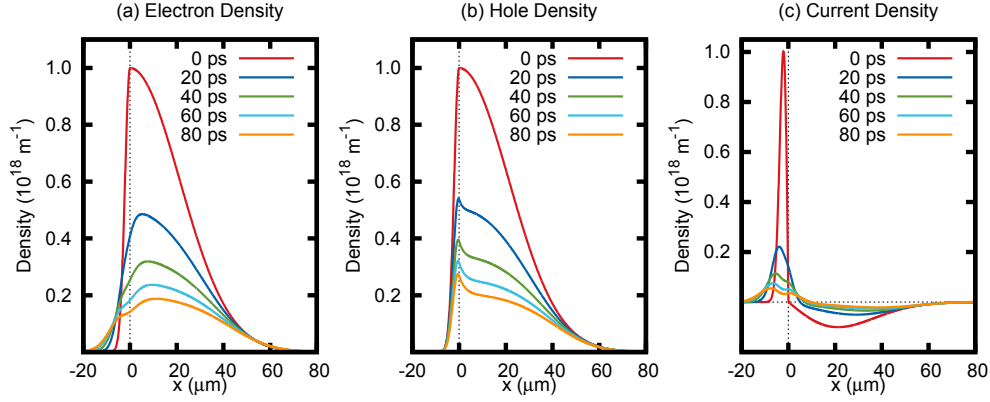 (a) Electron Density
Density (10^18 m^-1)
1.0
0.8
0.6
0.4
0.2
0 ps
20 ps
40 ps
60 ps
80 ps
-20 0 20 40 60 80
x (μm)
(b) Hole Density
Density (10^18 m^-1)
1.0
0.8
0.6
0.4
0.2
0 ps
20 ps
40 ps
60 ps
80 ps
-20 0 20 40 60 80
x (μm)
(c) Current Density
Density (10^18 m^-1)
1.0
0.8
0.6
0.4
0.2
0 ps
20 ps
40 ps
60 ps
80 ps
-20 0 20 40 60 80
x (μm)